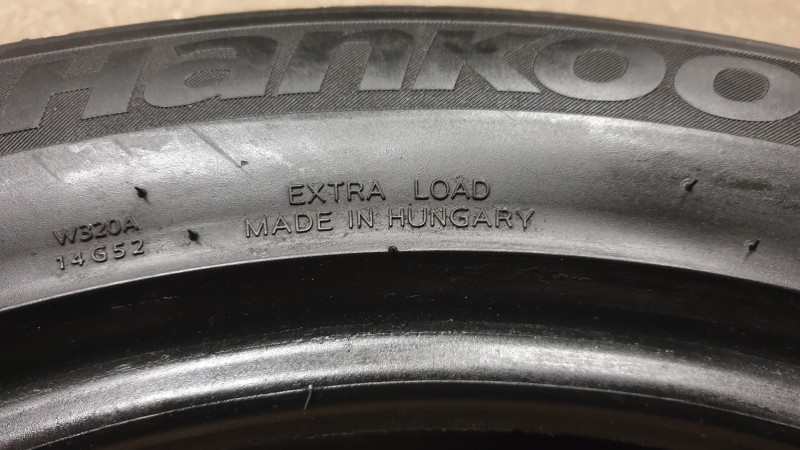 Hankoo
EXTRA LOAD
MADE IN HUNGARY
W320A
14G52